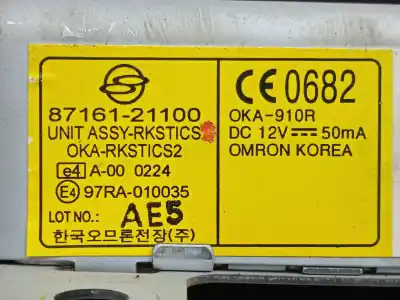 87161-21100
UNIT ASSY-RKSTICS
OKA-RKSTICS2
e4 A-00 0224
E4 97RA-010035
LOT NO.: AE5
한국오므론전장(주)
CE 0682
OKA-910R
DC 12V⎓50mA
OMRON KOREA